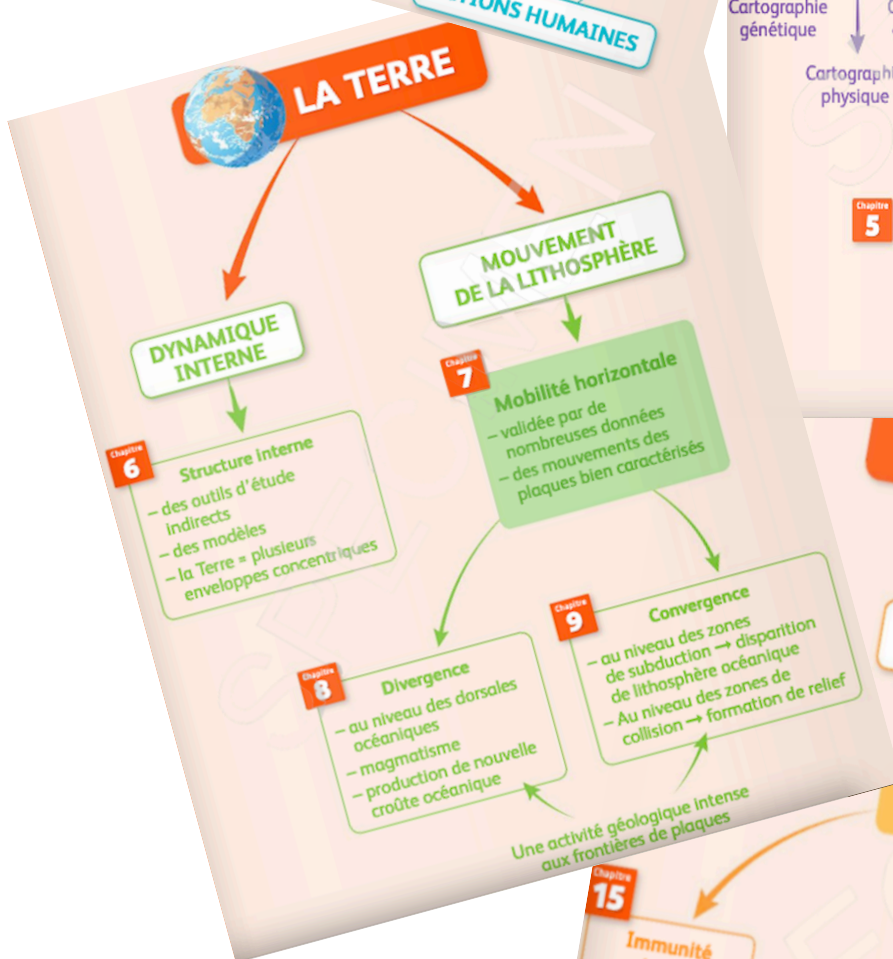 CTIONS HUMAINES
Cartographie
génétique
Cartographi
physique
Chapitre
5
LA TERRE
MOUVEMENT
DE LA LITHOSPHÈRE
DYNAMIQUE
INTERNE
Chapitre
7
Mobilité horizontale
– validée par de
nombreuses données
– des mouvements des
plaques bien caractérisés
Chapitre
6
Structure interne
– des outils d'étude
indirects
– des modèles
– la Terre = plusieurs
enveloppes concentriques
Chapitre
9
Convergence
– au niveau des zones
de subduction → disparition
de lithosphère océanique
– Au niveau des zones de
collision → formation de relief
Chapitre
8
Divergence
– au niveau des dorsales
océaniques
– magmatisme
– production de nouvelle
croûte océanique
Une activité géologique intense
aux frontières de plaques
Chapitre
15
Immunité
SPECIMEN